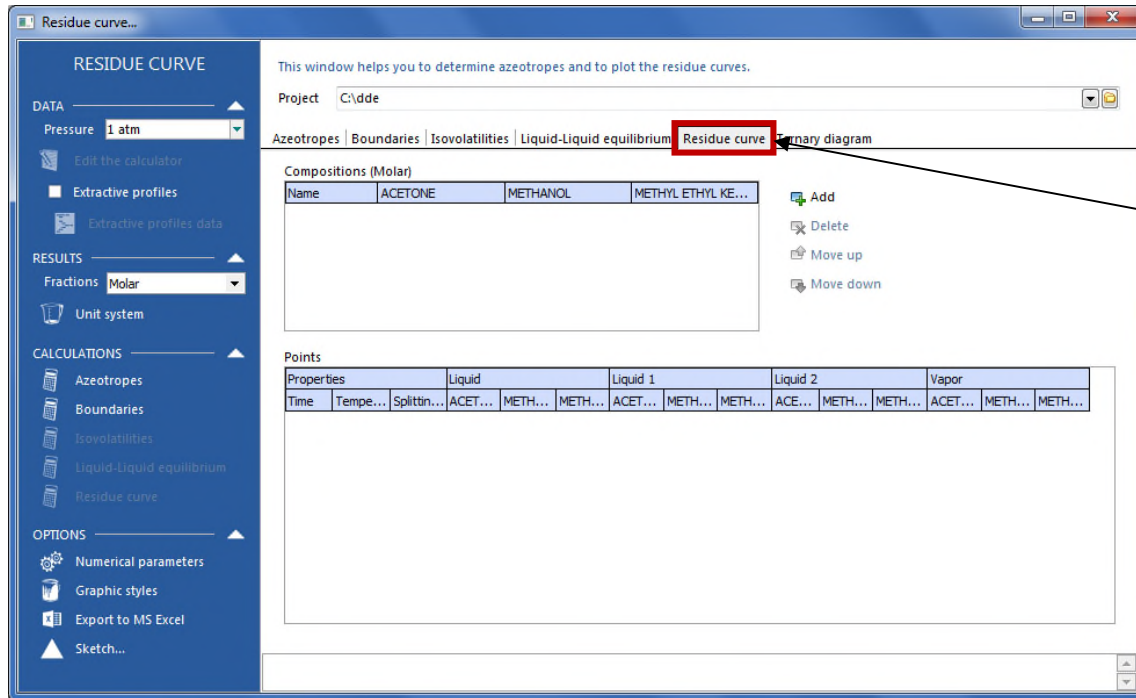 Residue curve...
RESIDUE CURVE
DATA
Pressure 1 atm
Edit the calculator
Extractive profiles
Extractive profiles data
RESULTS
Fractions Molar
Unit system
CALCULATIONS
Azeotropes
Boundaries
Isovolatilities
Liquid-Liquid equilibrium
Residue curve
OPTIONS
Numerical parameters
Graphic styles
Export to MS Excel
Sketch...
This window helps you to determine azeotropes and to plot the residue curves.
Project C:\dde
Azeotropes Boundaries Isovolatilities Liquid-Liquid equilibrium Residue curve Ternary diagram
Compositions (Molar)
Name ACETONE METHANOL METHYL ETHYL KE...
Add
Delete
Move up
Move down
Points
Properties Liquid Liquid 1 Liquid 2 Vapor
Time Tempe... Splittin... ACET... METH... METH... ACET... METH... METH... ACE... METH... METH... ACET... METH... METH...